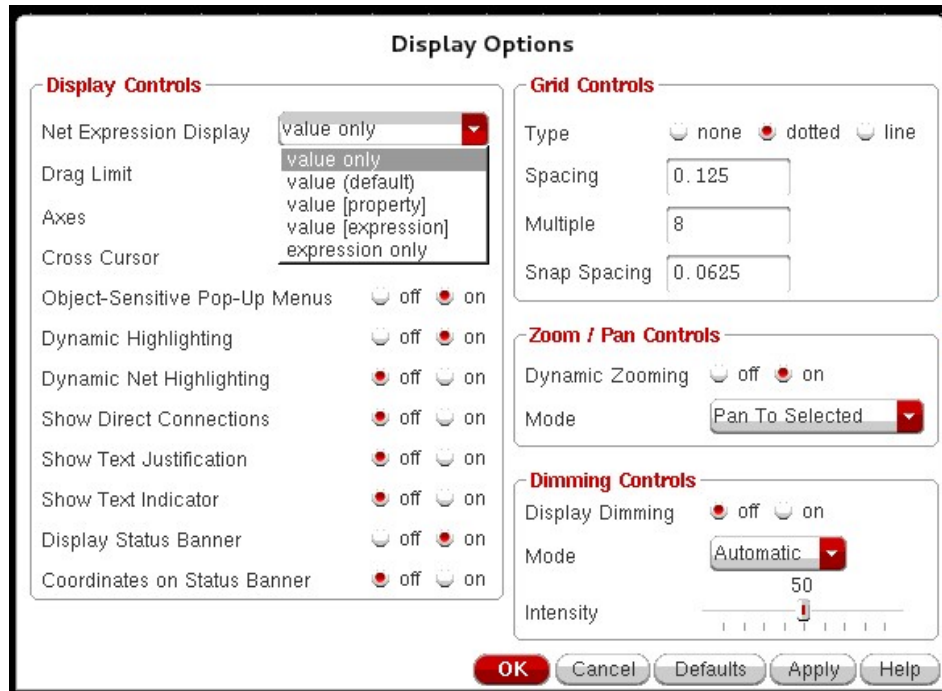 Display Options
Display Controls
Net Expression Display value only
value only
value (default)
value [property]
value [expression]
expression only
Drag Limit
Axes
Cross Cursor
Object-Sensitive Pop-Up Menus off on
Dynamic Highlighting off on
Dynamic Net Highlighting off on
Show Direct Connections off on
Show Text Justification off on
Show Text Indicator off on
Display Status Banner off on
Coordinates on Status Banner off on
Grid Controls
Type none dotted line
Spacing 0.125
Multiple 8
Snap Spacing 0.0625
Zoom / Pan Controls
Dynamic Zooming off on
Mode Pan To Selected
Dimming Controls
Display Dimming off on
Mode Automatic
50
Intensity
OK Cancel Defaults Apply Help